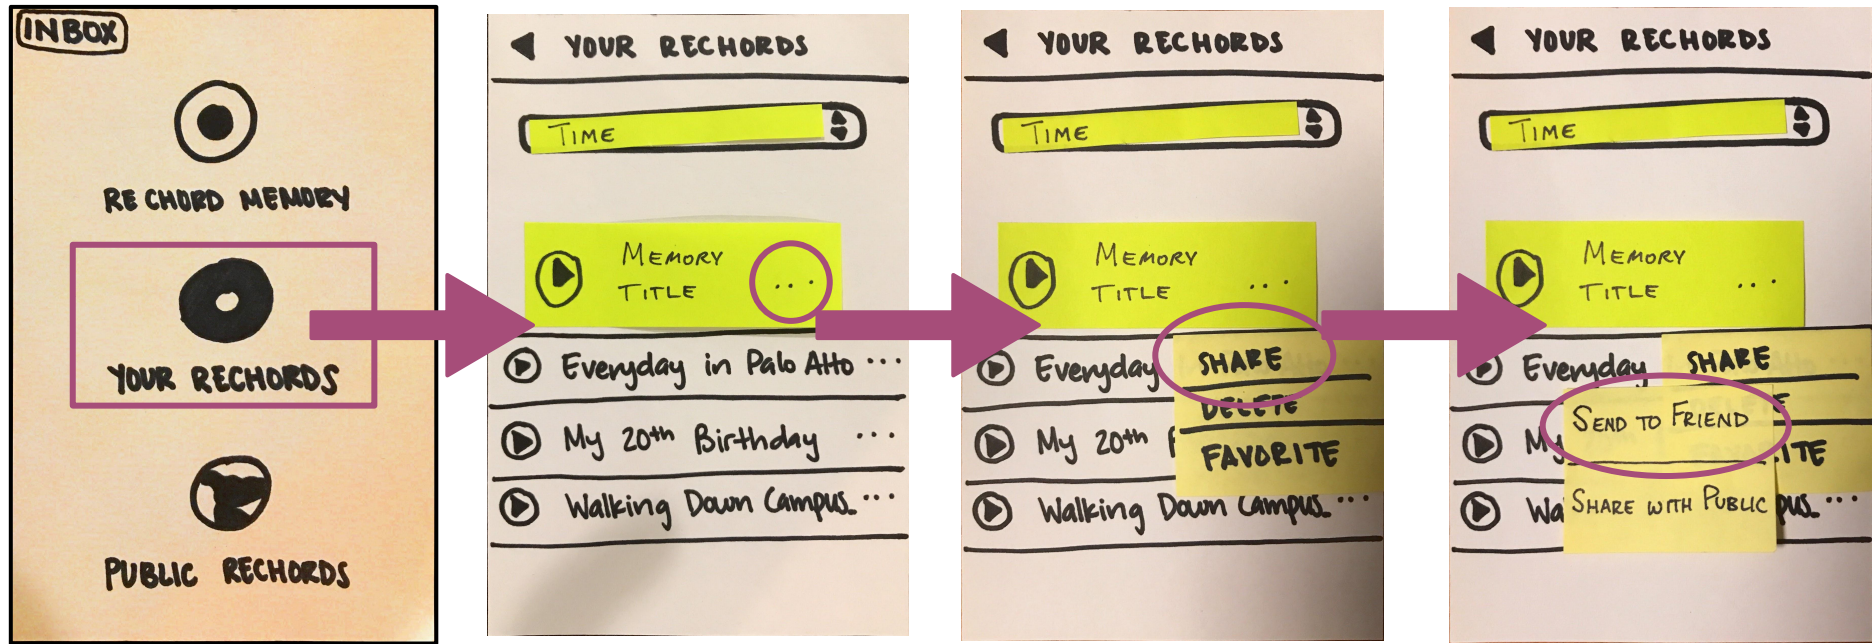 INBOX
RECHORD MEMORY
YOUR RECHORDS
PUBLIC RECHORDS
YOUR RECHORDS
TIME
MEMORY
TITLE
...
Everyday in Palo Alto ...
My 20th Birthday ...
Walking Down Campus ...
YOUR RECHORDS
TIME
MEMORY
TITLE
...
Everyday
SHARE
DELETE
My 20th
FAVORITE
Walking Down Campus ...
YOUR RECHORDS
TIME
MEMORY
TITLE
...
Everyday
SHARE
SEND TO FRIEND
SHARE WITH PUBLIC